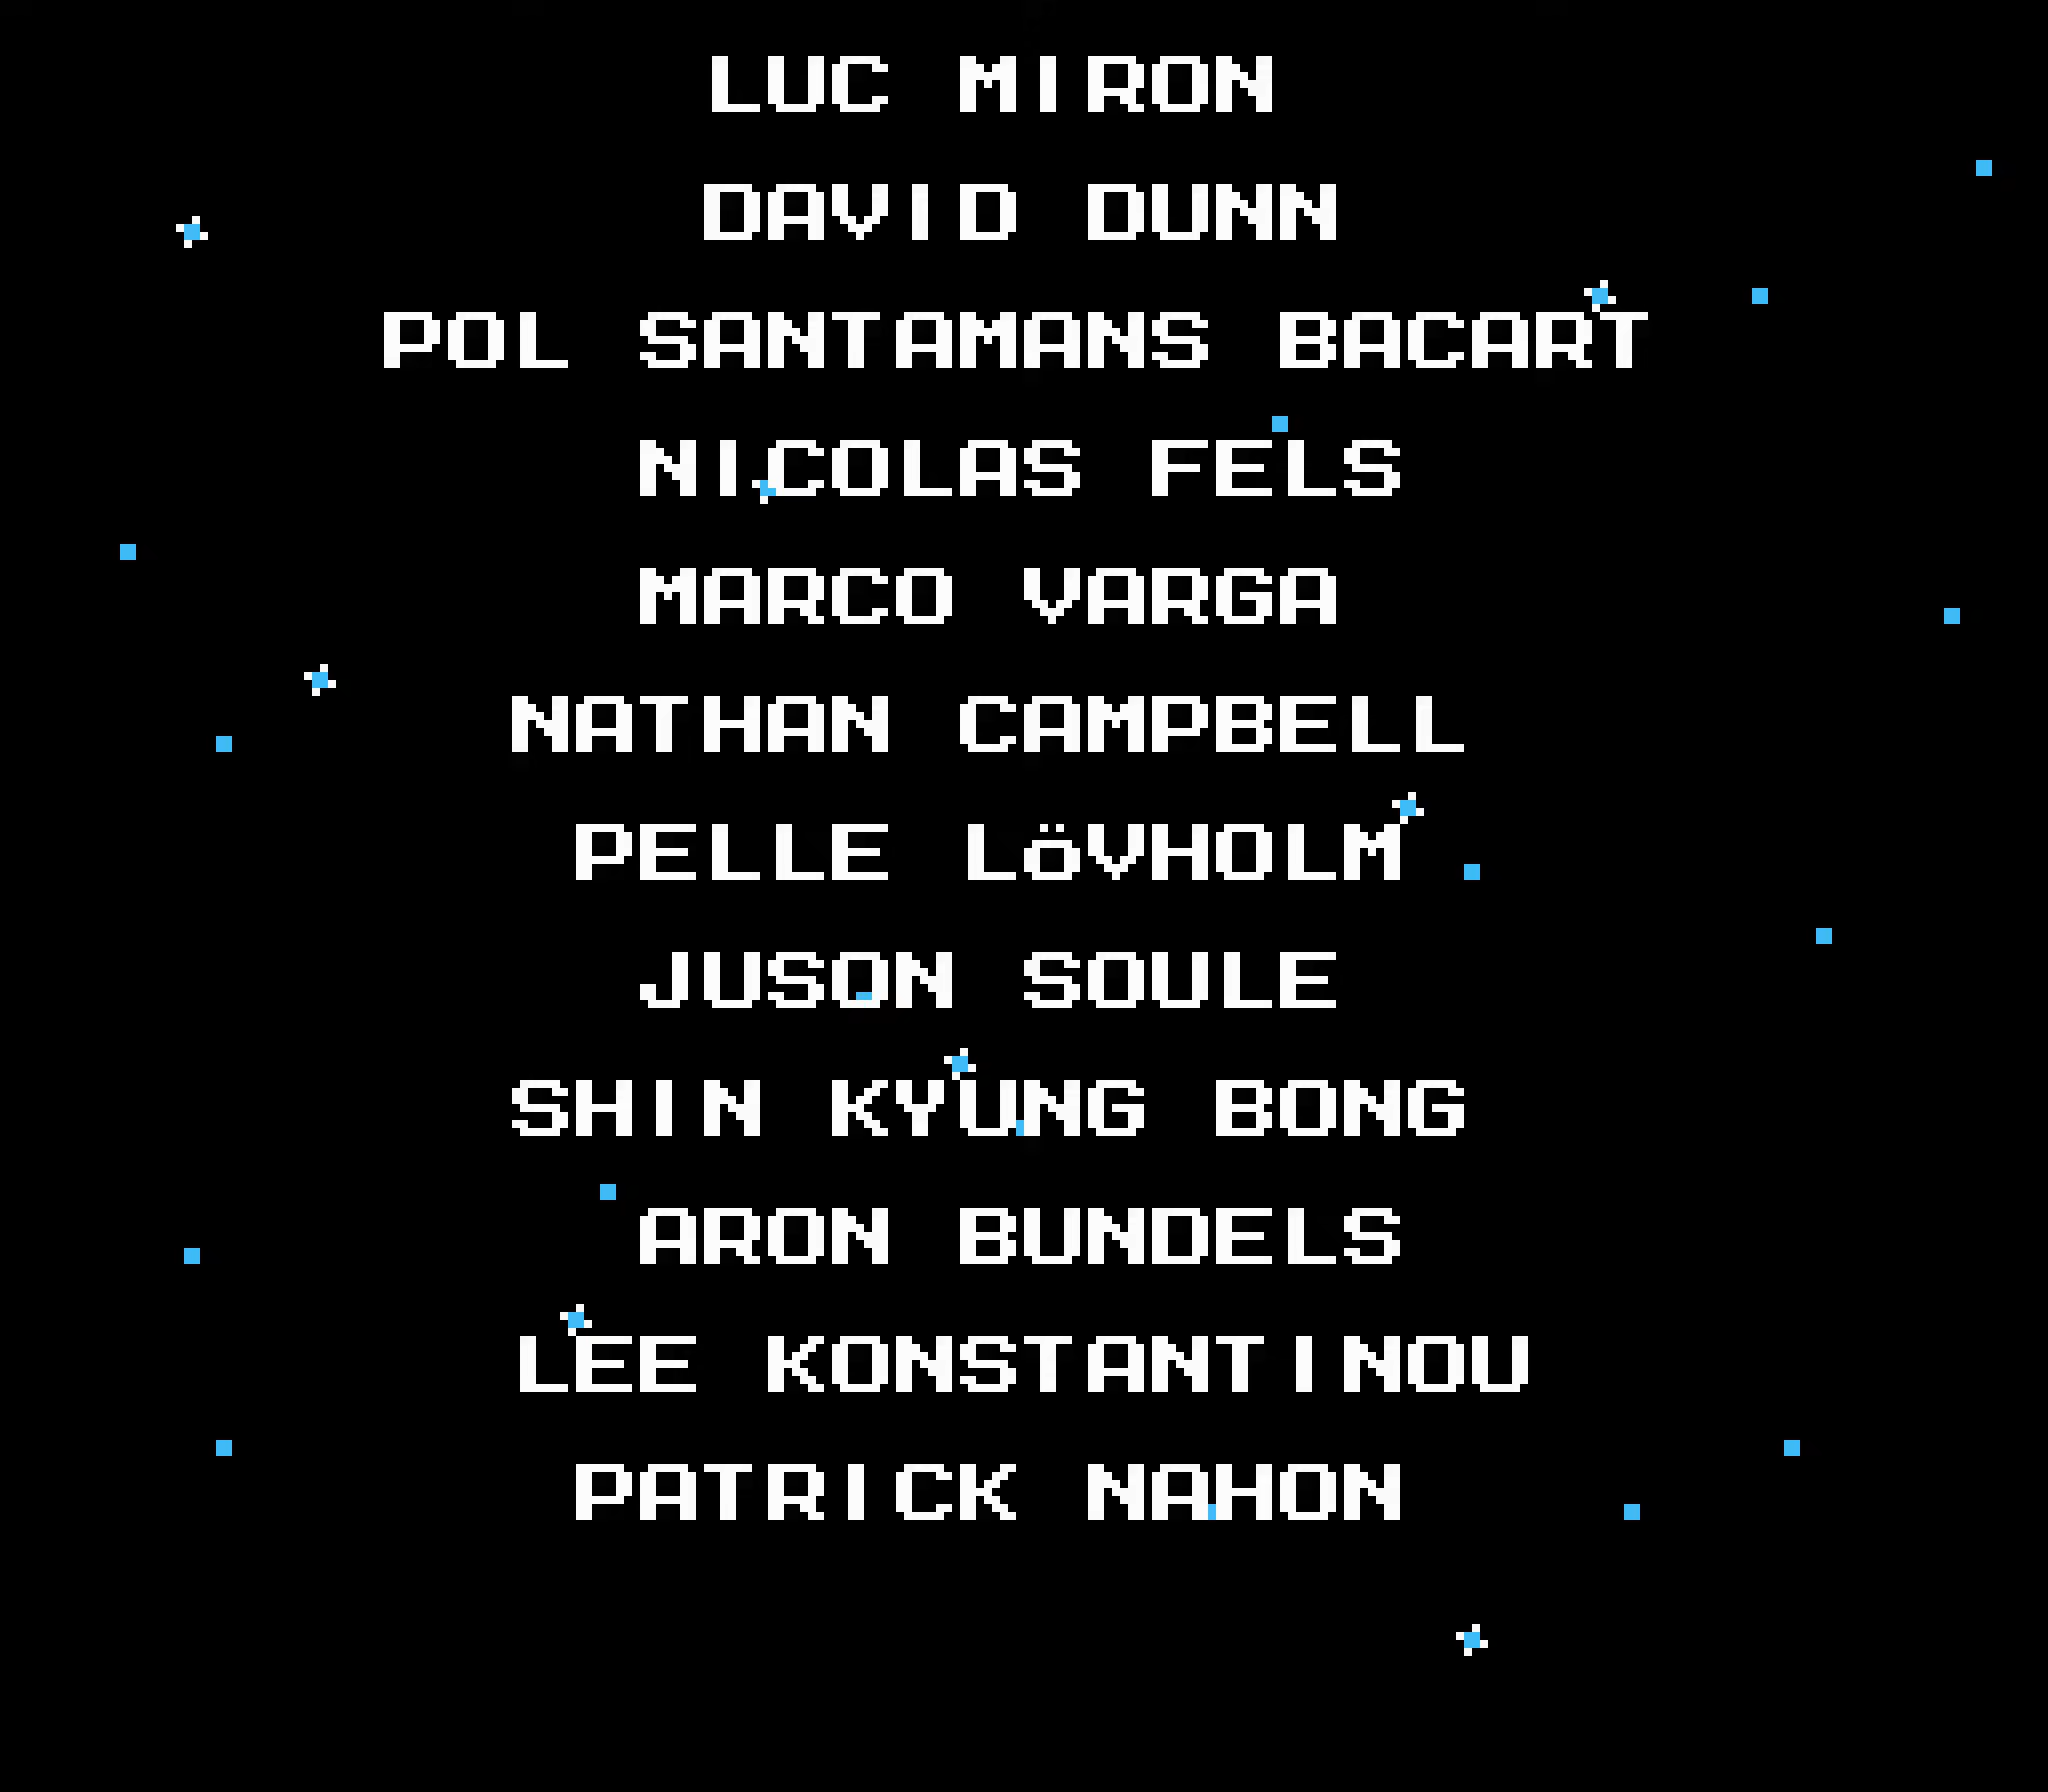 LUC MIRON
DAVID DUNN
POL SANTAMANS BACART
NICOLAS FELS
MARCO VARGA
NATHAN CAMPBELL
PELLE LöVHOLM
JUSON SOULE
SHIN KYUNG BONG
ARON BUNDELS
LEE KONSTANTINOU
PATRICK NAHON